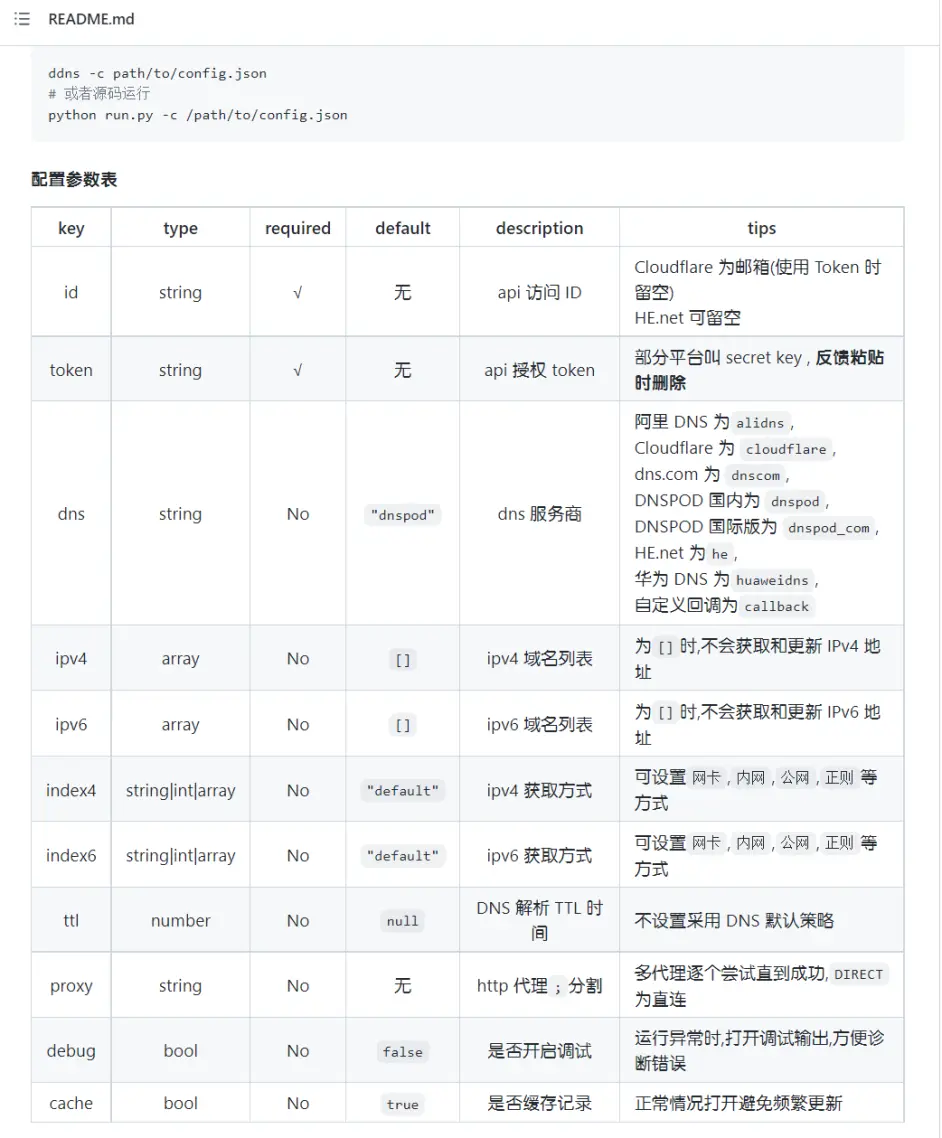 README.md
ddns -c path/to/config.json
# 或者源码运行
python run.py -c /path/to/config.json
配置参数表
key type required default description tips
id string √ 无 api 访问 ID Cloudflare 为邮箱(使用 Token 时
留空)
HE.net 可留空
token string √ 无 api 授权 token 部分平台叫 secret key , 反馈粘贴
时删除
dns string No "dnspod" dns 服务商 阿里 DNS 为 alidns ,
Cloudflare 为 cloudflare ,
dns.com 为 dnscom ,
DNSPOD 国内为 dnspod ,
DNSPOD 国际版为 dnspod_com ,
HE.net 为 he ,
华为 DNS 为 huaweidns ,
自定义回调为 callback
ipv4 array No [] ipv4 域名列表 为 [] 时,不会获取和更新 IPv4 地
址
ipv6 array No [] ipv6 域名列表 为 [] 时,不会获取和更新 IPv6 地
址
index4 string|int|array No "default" ipv4 获取方式 可设置 网卡 , 内网 , 公网 , 正则 等
方式
index6 string|int|array No "default" ipv6 获取方式 可设置 网卡 , 内网 , 公网 , 正则 等
方式
ttl number No null DNS 解析 TTL 时
间 不设置采用 DNS 默认策略
proxy string No 无 http 代理 ; 分割 多代理逐个尝试直到成功, DIRECT
为直连
debug bool No false 是否开启调试 运行异常时,打开调试输出,方便诊
断错误
cache bool No true 是否缓存记录 正常情况打开避免频繁更新